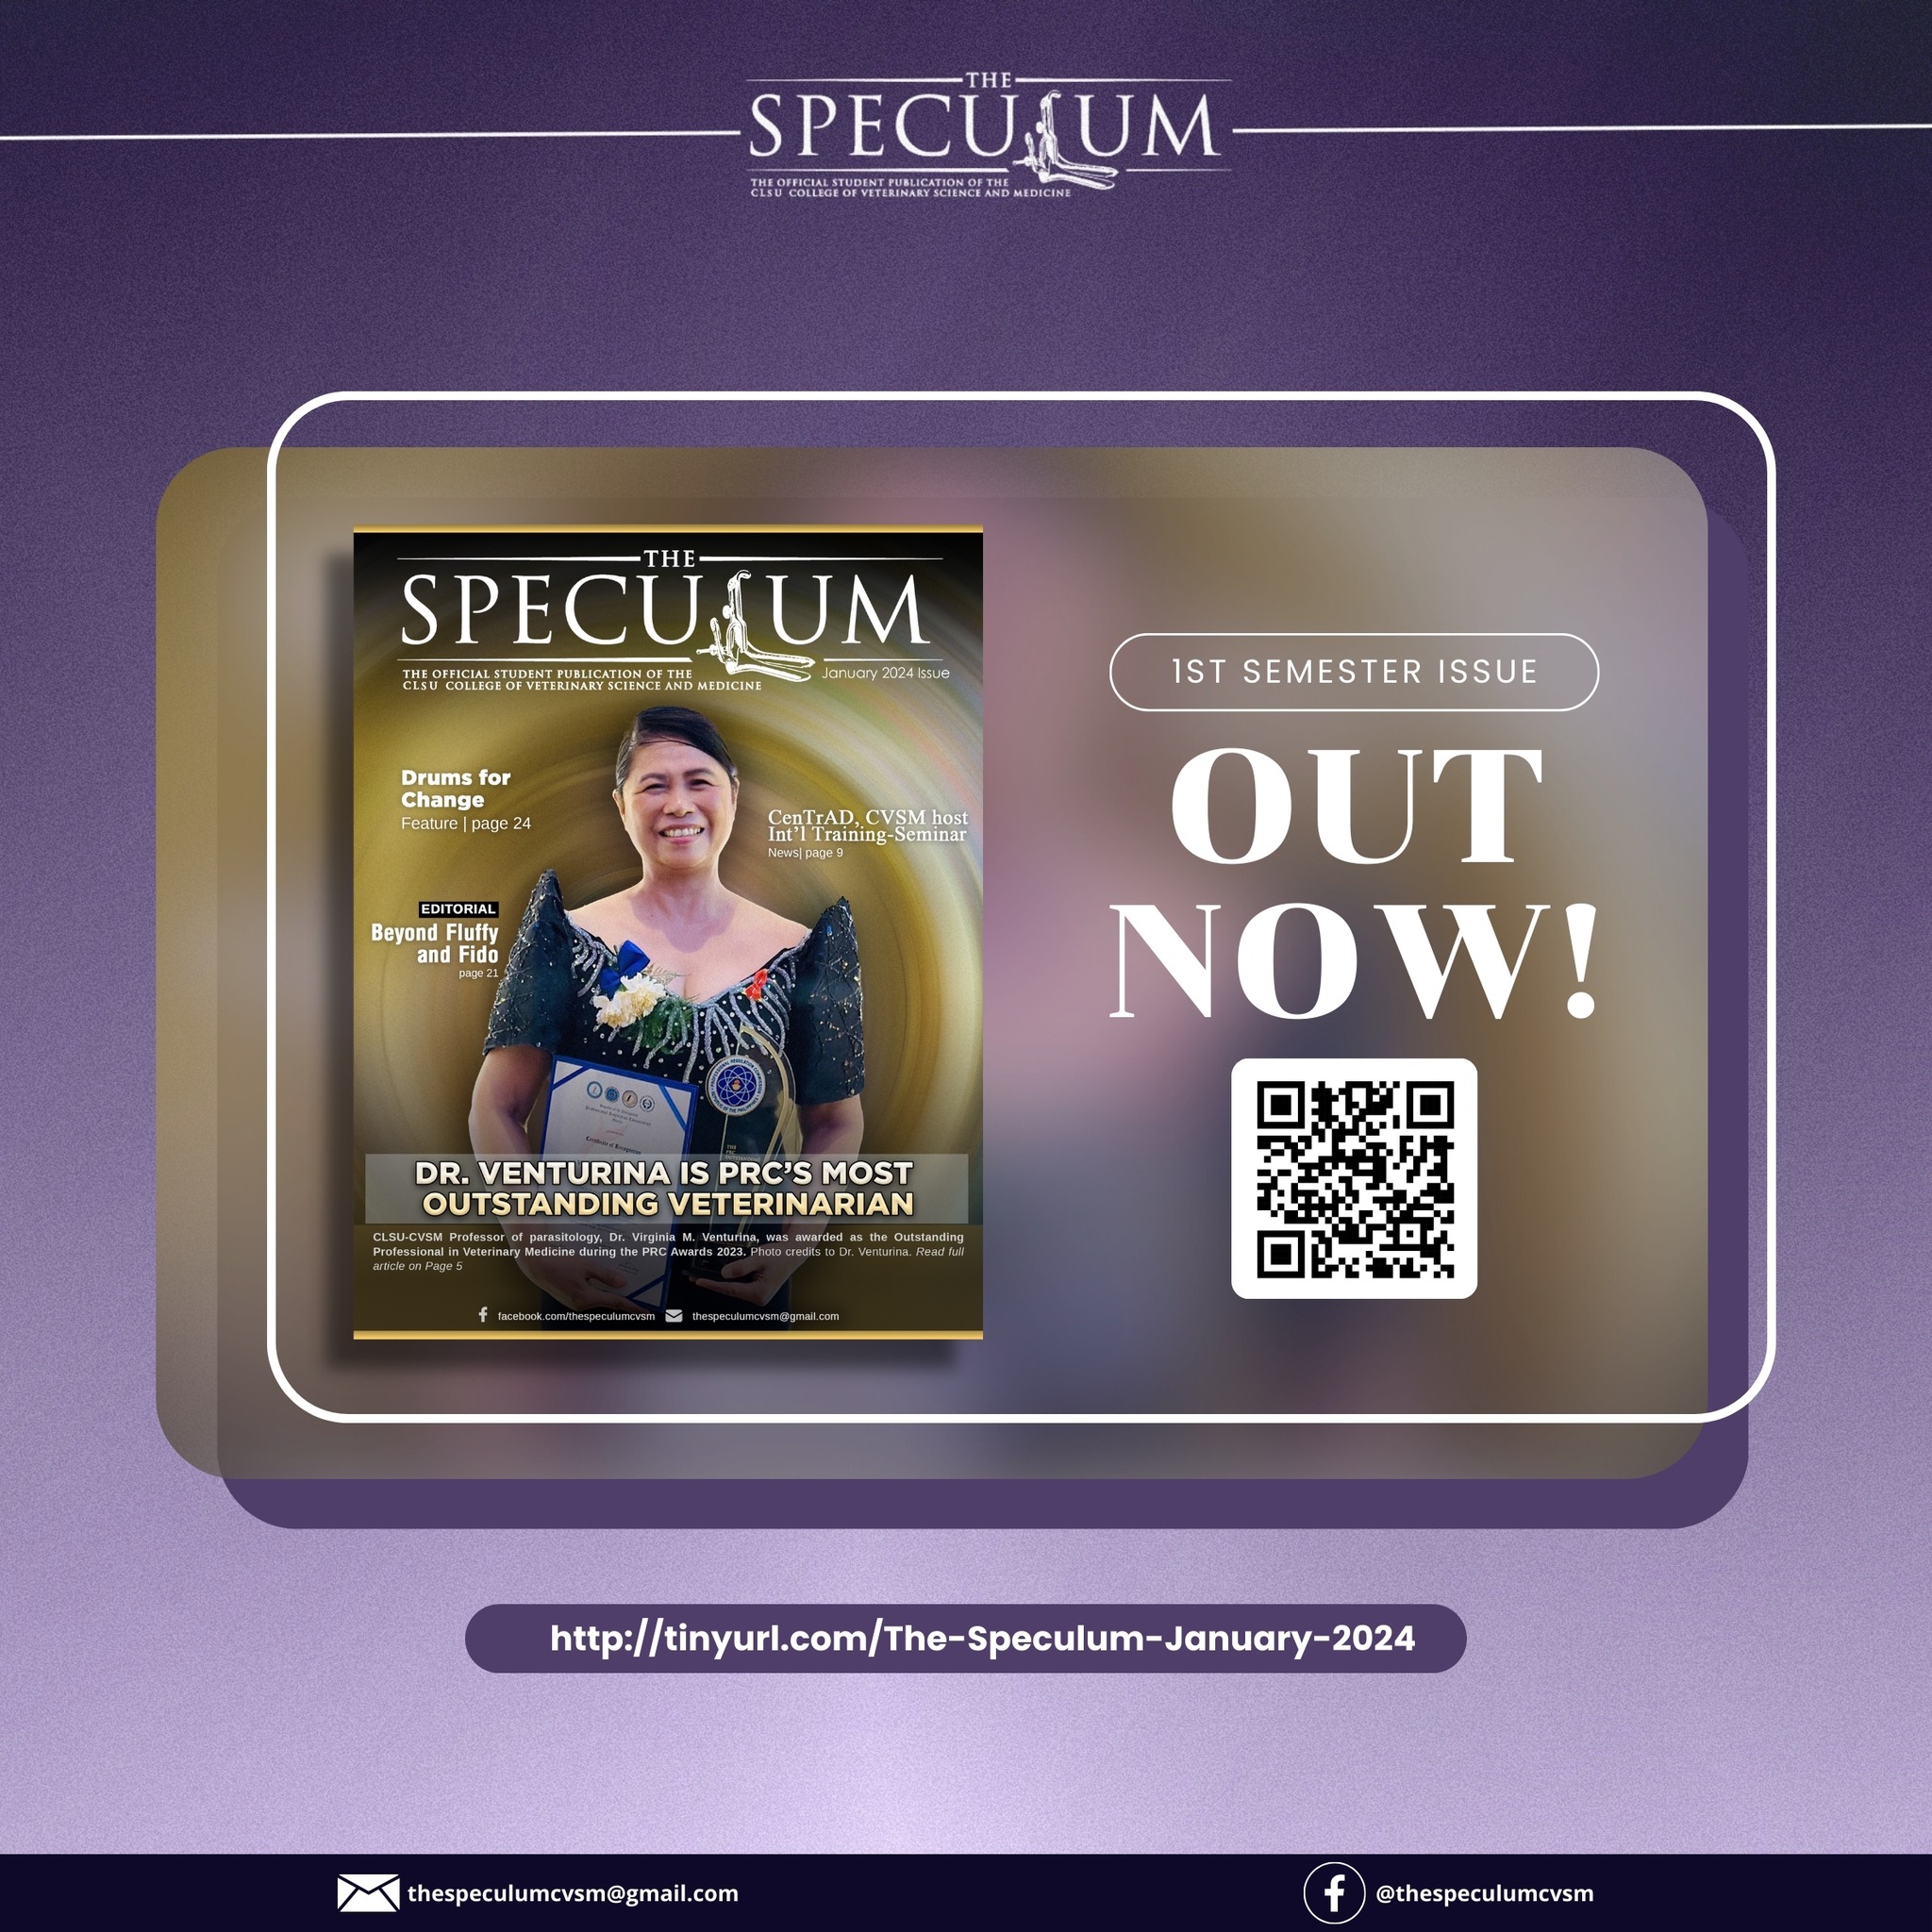 THE
SPECULUM
THE OFFICIAL STUDENT PUBLICATION OF THE
CLSU COLLEGE OF VETERINARY SCIENCE AND MEDICINE
THE
SPECULUM
THE OFFICIAL STUDENT PUBLICATION OF THE
CLSU COLLEGE OF VETERINARY SCIENCE AND MEDICINE
January 2024 Issue
Drums for
Change
Feature | page 24
CenTrAD, CVSM host
Int'l Training-Seminar
News| page 9
EDITORIAL
Beyond Fluffy
and Fido
page 21
Certificate of Recognition
DR. VENTURINA IS PRC'S MOST
OUTSTANDING VETERINARIAN
CLSU-CVSM Professor of parasitology, Dr. Virginia M. Venturina, was awarded as the Outstanding
Professional in Veterinary Medicine during the PRC Awards 2023. Photo credits to Dr. Venturina. Read full
article on Page 5
facebook.com/thespeculumcvsm
thespeculumcvsm@gmail.com
1ST SEMESTER ISSUE
OUT
NOW!
http://tinyurl.com/The-Speculum-January-2024
thespeculumcvsm@gmail.com
@thespeculumcvsm